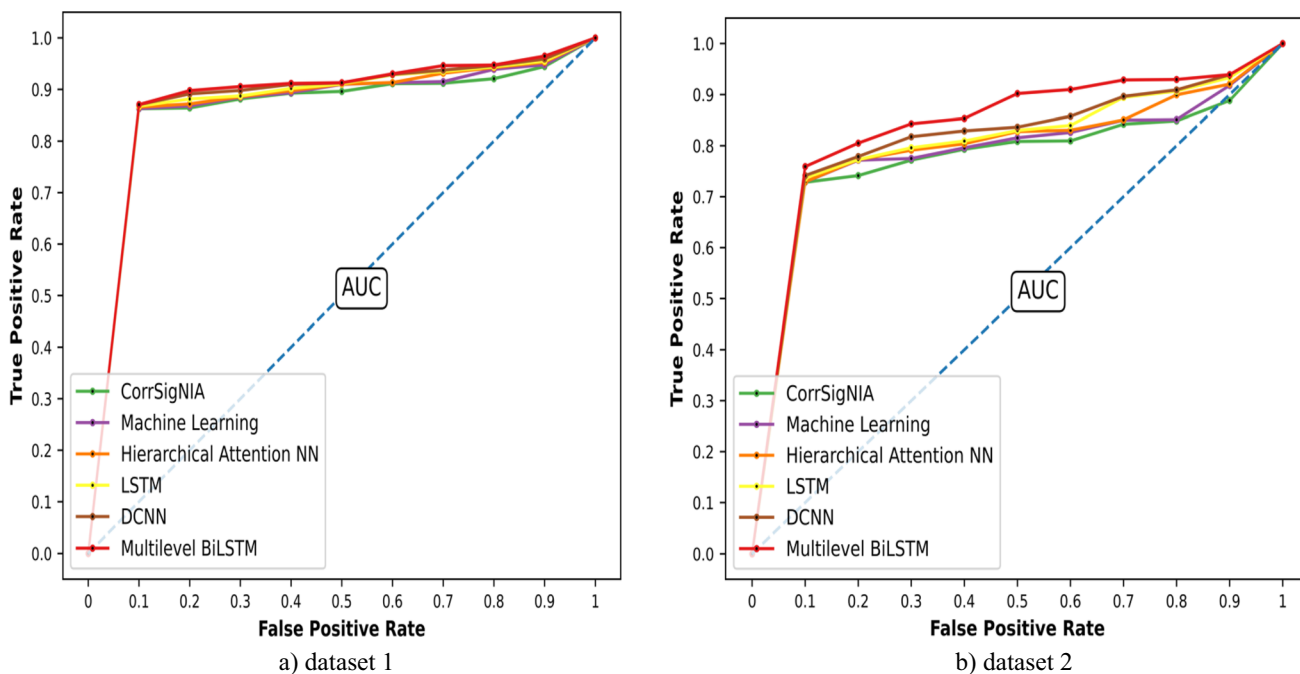 1.0
0.9
0.8
0.7
0.6
0.5
0.4
0.3
0.2
0.1
0.0
True Positive Rate
AUC
CorrSigNIA
Machine Learning
Hierarchical Attention NN
LSTM
DCNN
Multilevel BiLSTM
0 0.1 0.2 0.3 0.4 0.5 0.6 0.7 0.8 0.9 1
False Positive Rate
a) dataset 1
1.0
0.9
0.8
0.7
0.6
0.5
0.4
0.3
0.2
0.1
0.0
True Positive Rate
AUC
CorrSigNIA
Machine Learning
Hierarchical Attention NN
LSTM
DCNN
Multilevel BiLSTM
0 0.1 0.2 0.3 0.4 0.5 0.6 0.7 0.8 0.9 1
False Positive Rate
b) dataset 2